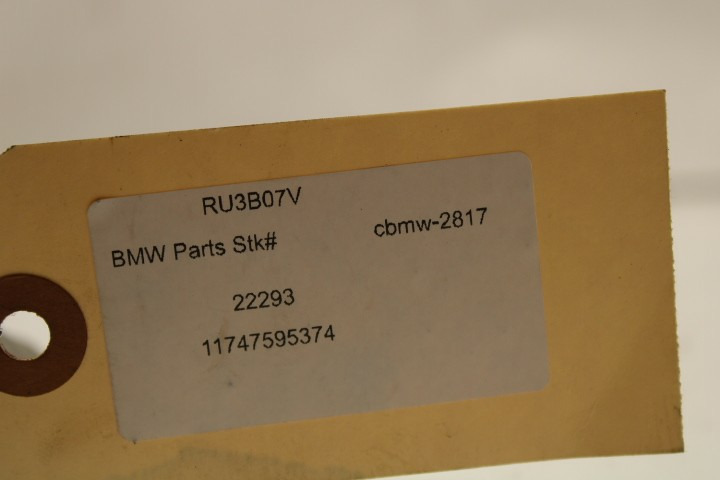 RU3B07V
BMW Parts Stk# cbmw-2817
22293
11747595374